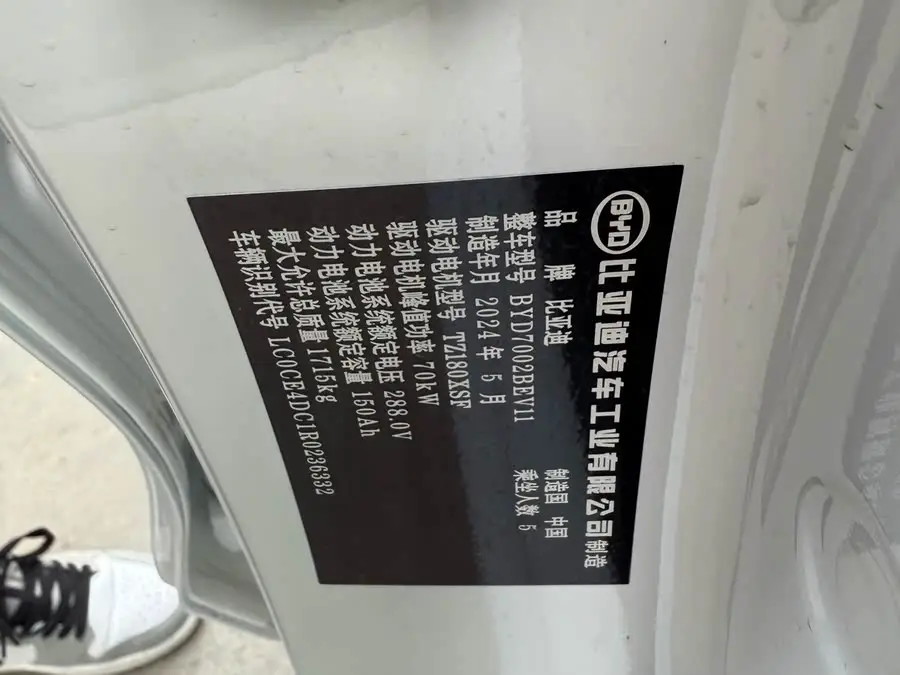 BYD 比亚迪汽车工业有限公司 制造
品 牌 比亚迪 制造国 中国
整车型号 BYD7002BEV11 乘坐人数 5
制造年月 2024 年 5 月
驱动电机型号 TZ180XSF
驱动电机峰值功率 70kW
动力电池系统额定电压 288.0V
动力电池系统额定容量 150Ah
最大允许总质量 1715kg
车辆识别代号 LC0CE4DC1R0236332